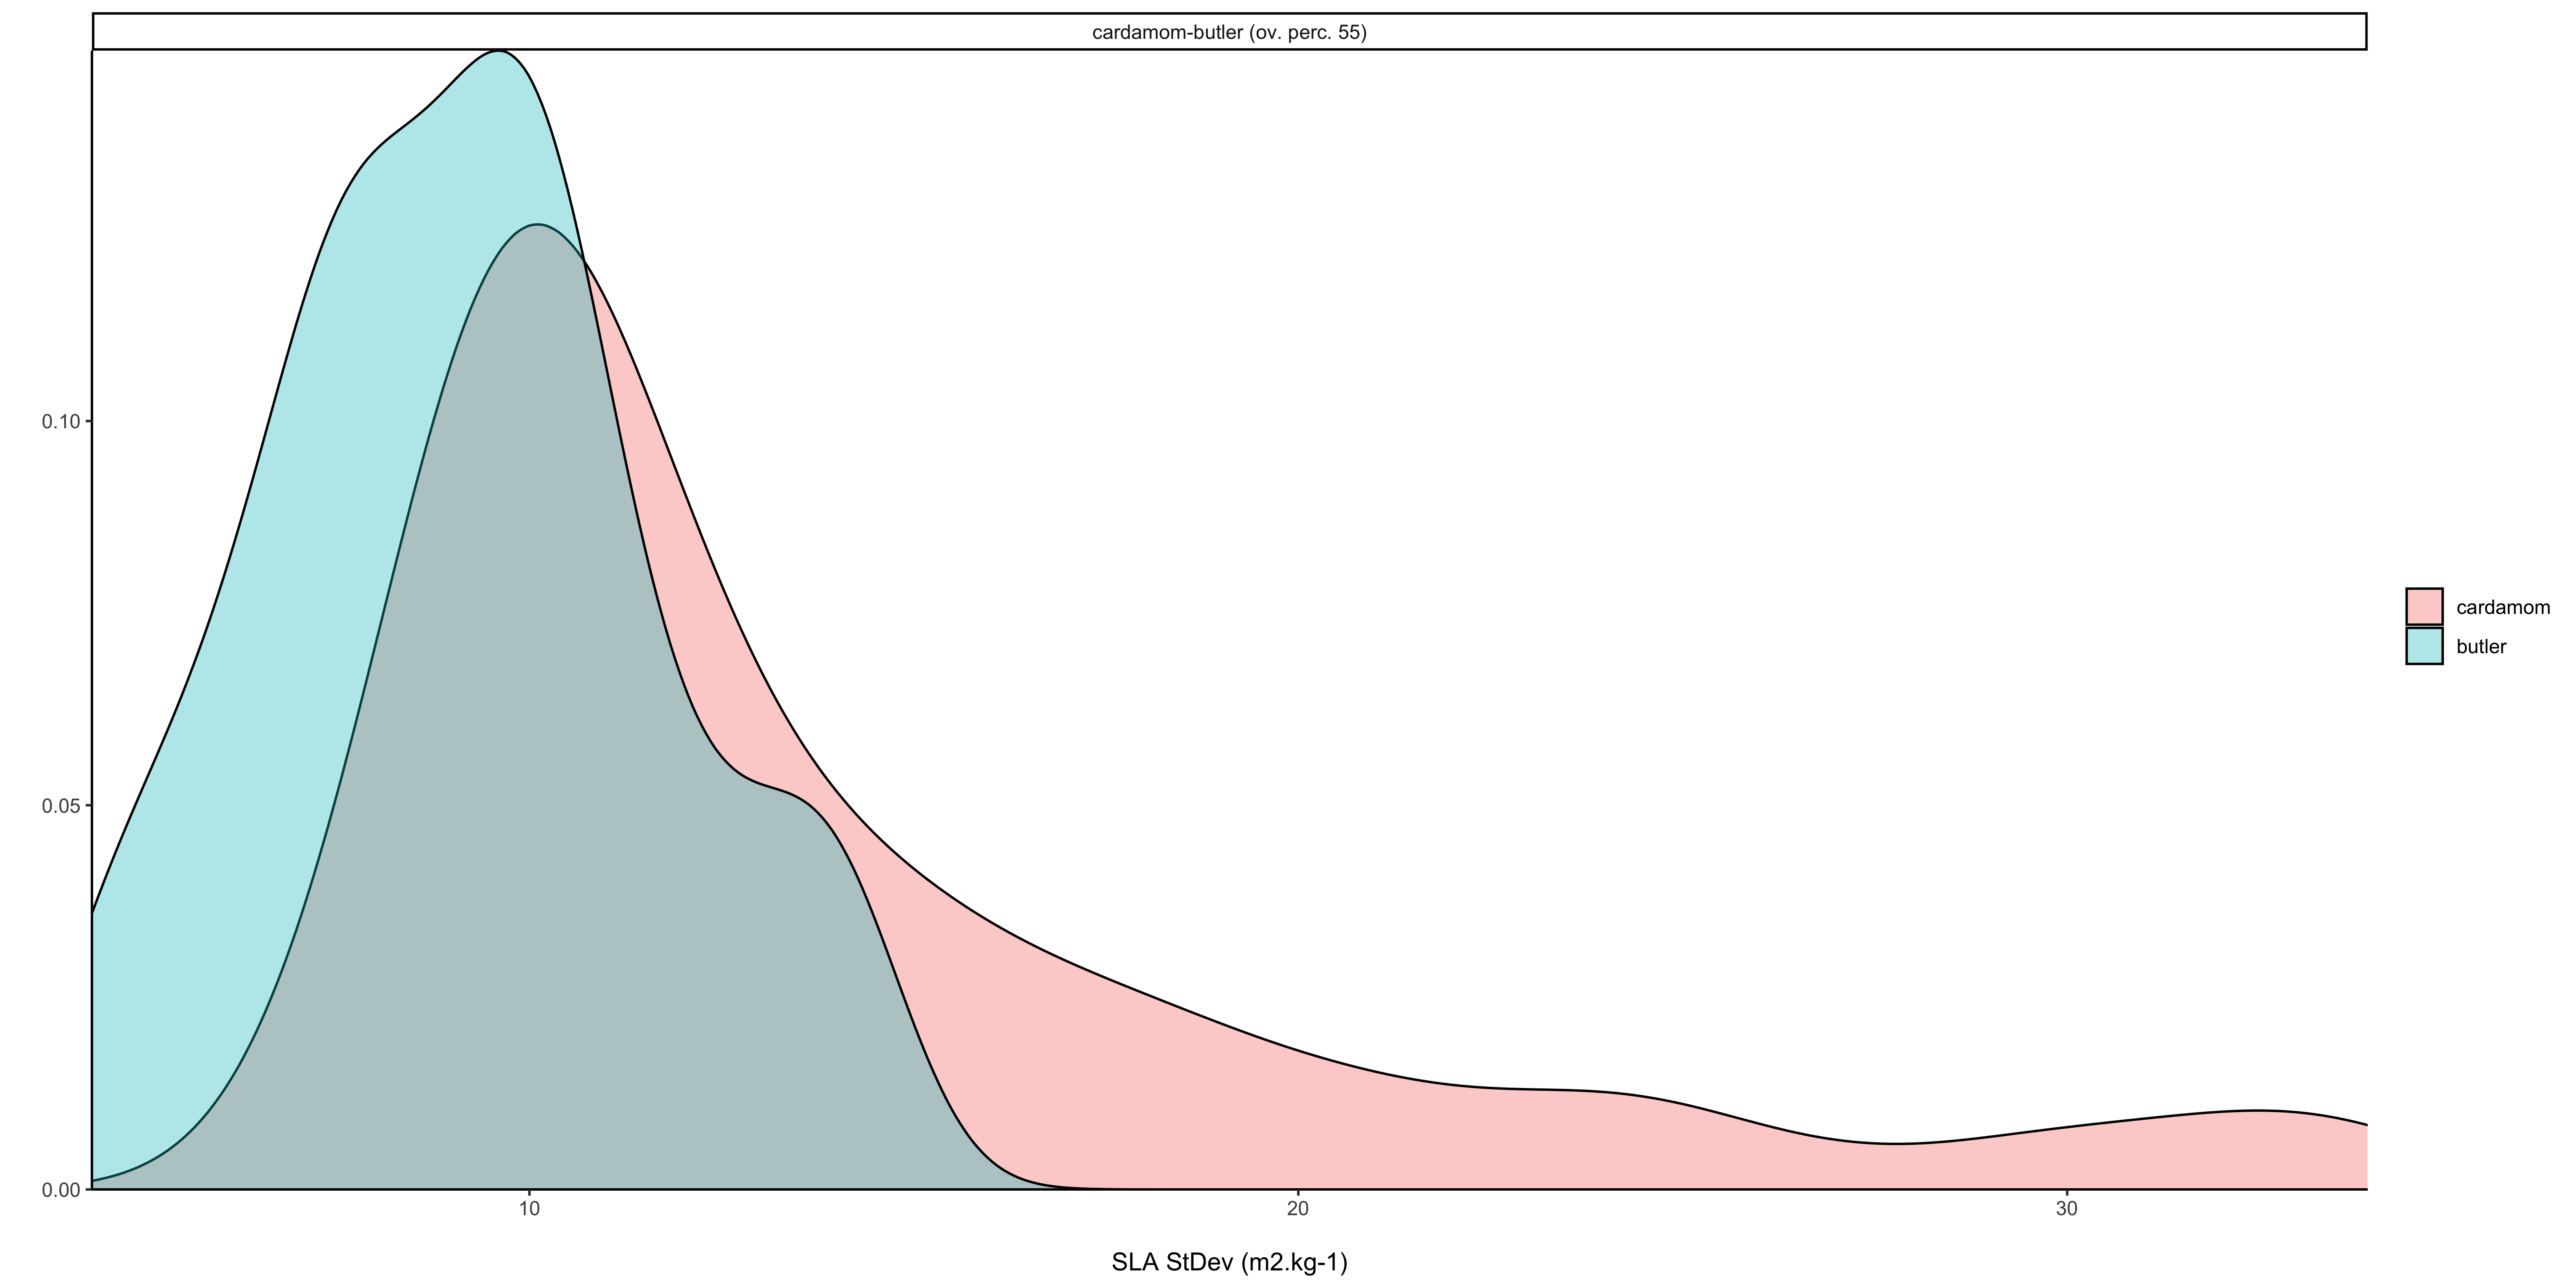 cardamom-butler (ov. perc. 55)
0.10
0.05
0.00
10
20
30
SLA StDev (m2.kg-1)
cardamom
butler